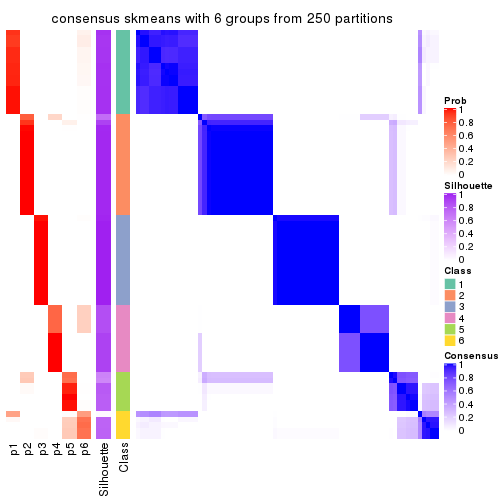 consensus skmeans with 6 groups from 250 partitions
Prob
1
0.8
0.6
0.4
0.2
0
Silhouette
1
0.8
0.6
0.4
0.2
0
Class
1
2
3
4
5
6
Consensus
1
0.8
0.6
0.4
0.2
0
p1
p2
p3
p4
p5
p6
Silhouette
Class